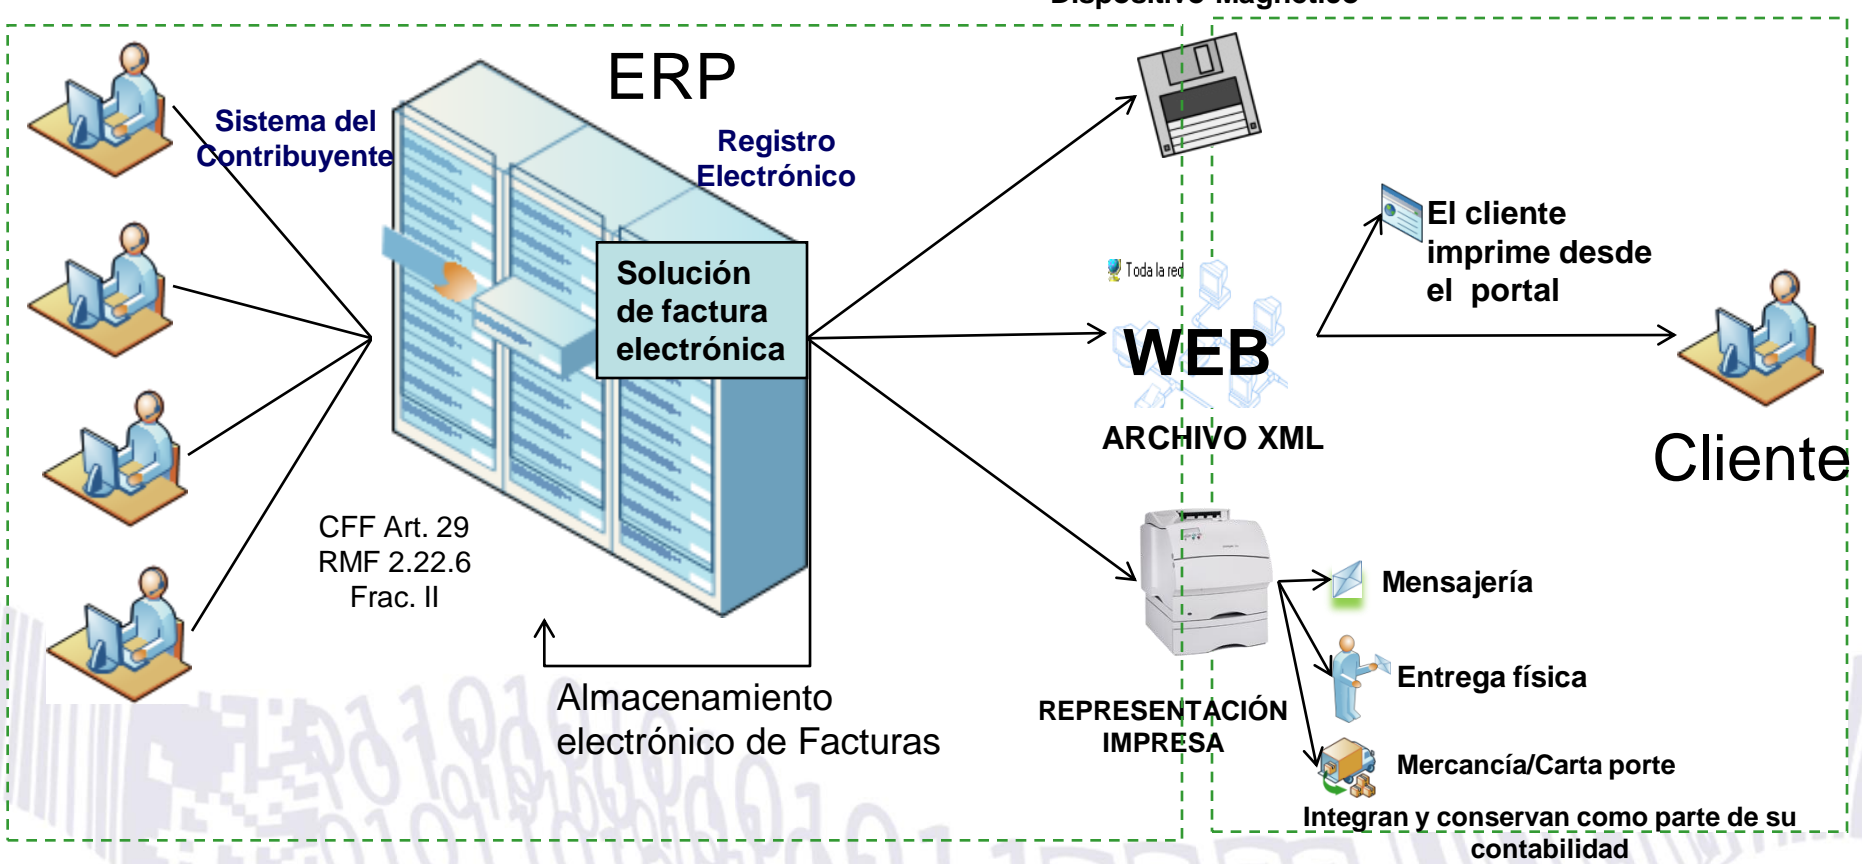 Dispositivo Magnético
ERP
Sistema del
Contribuyente
Registro
Electrónico
Solución
de factura
electrónica
CFF Art. 29
RMF 2.22.6
Frac. II
Almacenamiento
electrónico de Facturas
Toda la red
WEB
ARCHIVO XML
El cliente
imprime desde
el portal
Cliente
REPRESENTACIÓN
IMPRESA
Mensajería
Entrega física
Mercancía/Carta porte
Integran y conservan como parte de su
contabilidad